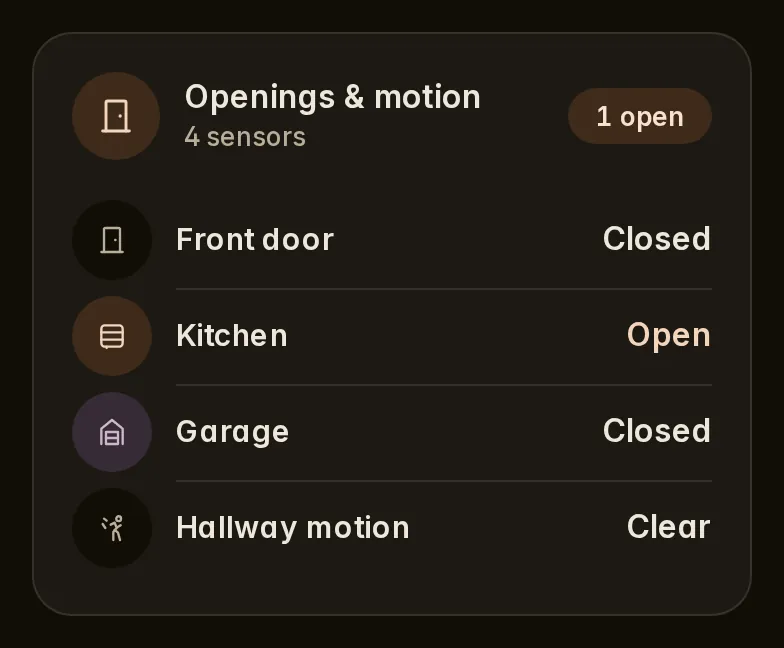 Openings & motion
4 sensors
1 open
Front door
Closed
Kitchen
Open
Garage
Closed
Hallway motion
Clear